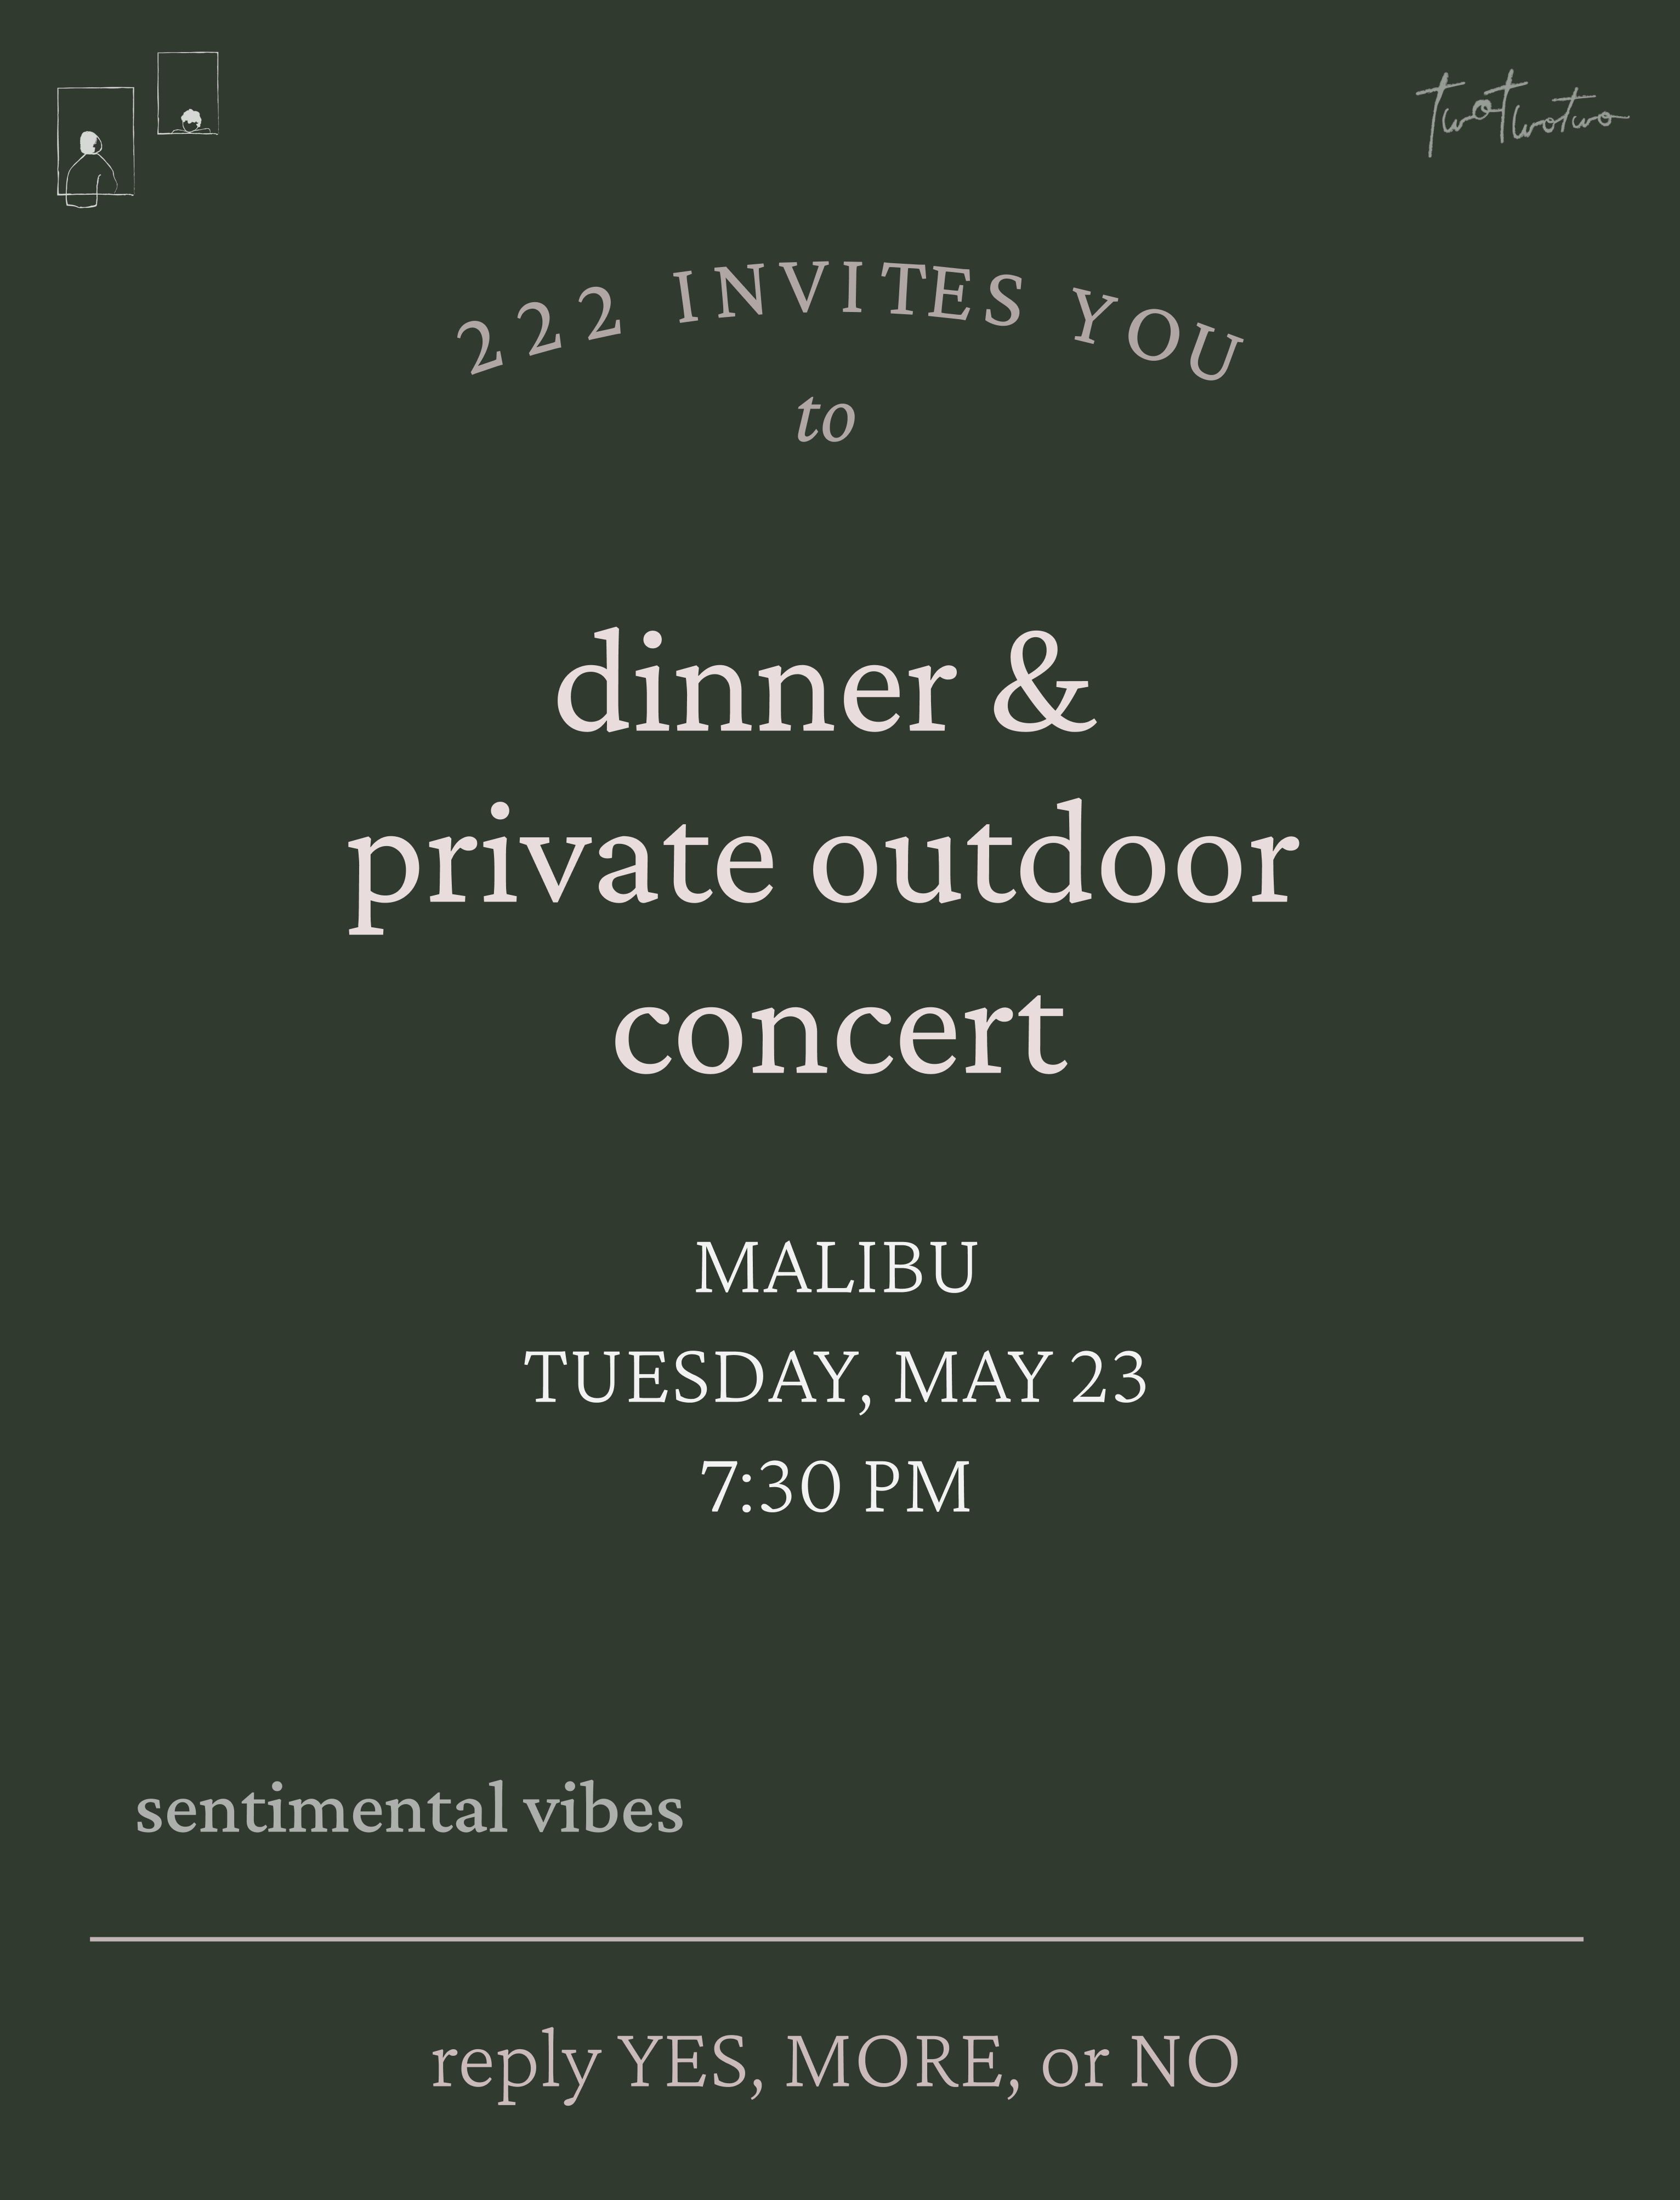 twotwotwo
222 INVITES YOU
to
dinner &
private outdoor
concert
MALIBU
TUESDAY, MAY 23
7:30 PM
sentimental vibes
reply YES, MORE, or NO